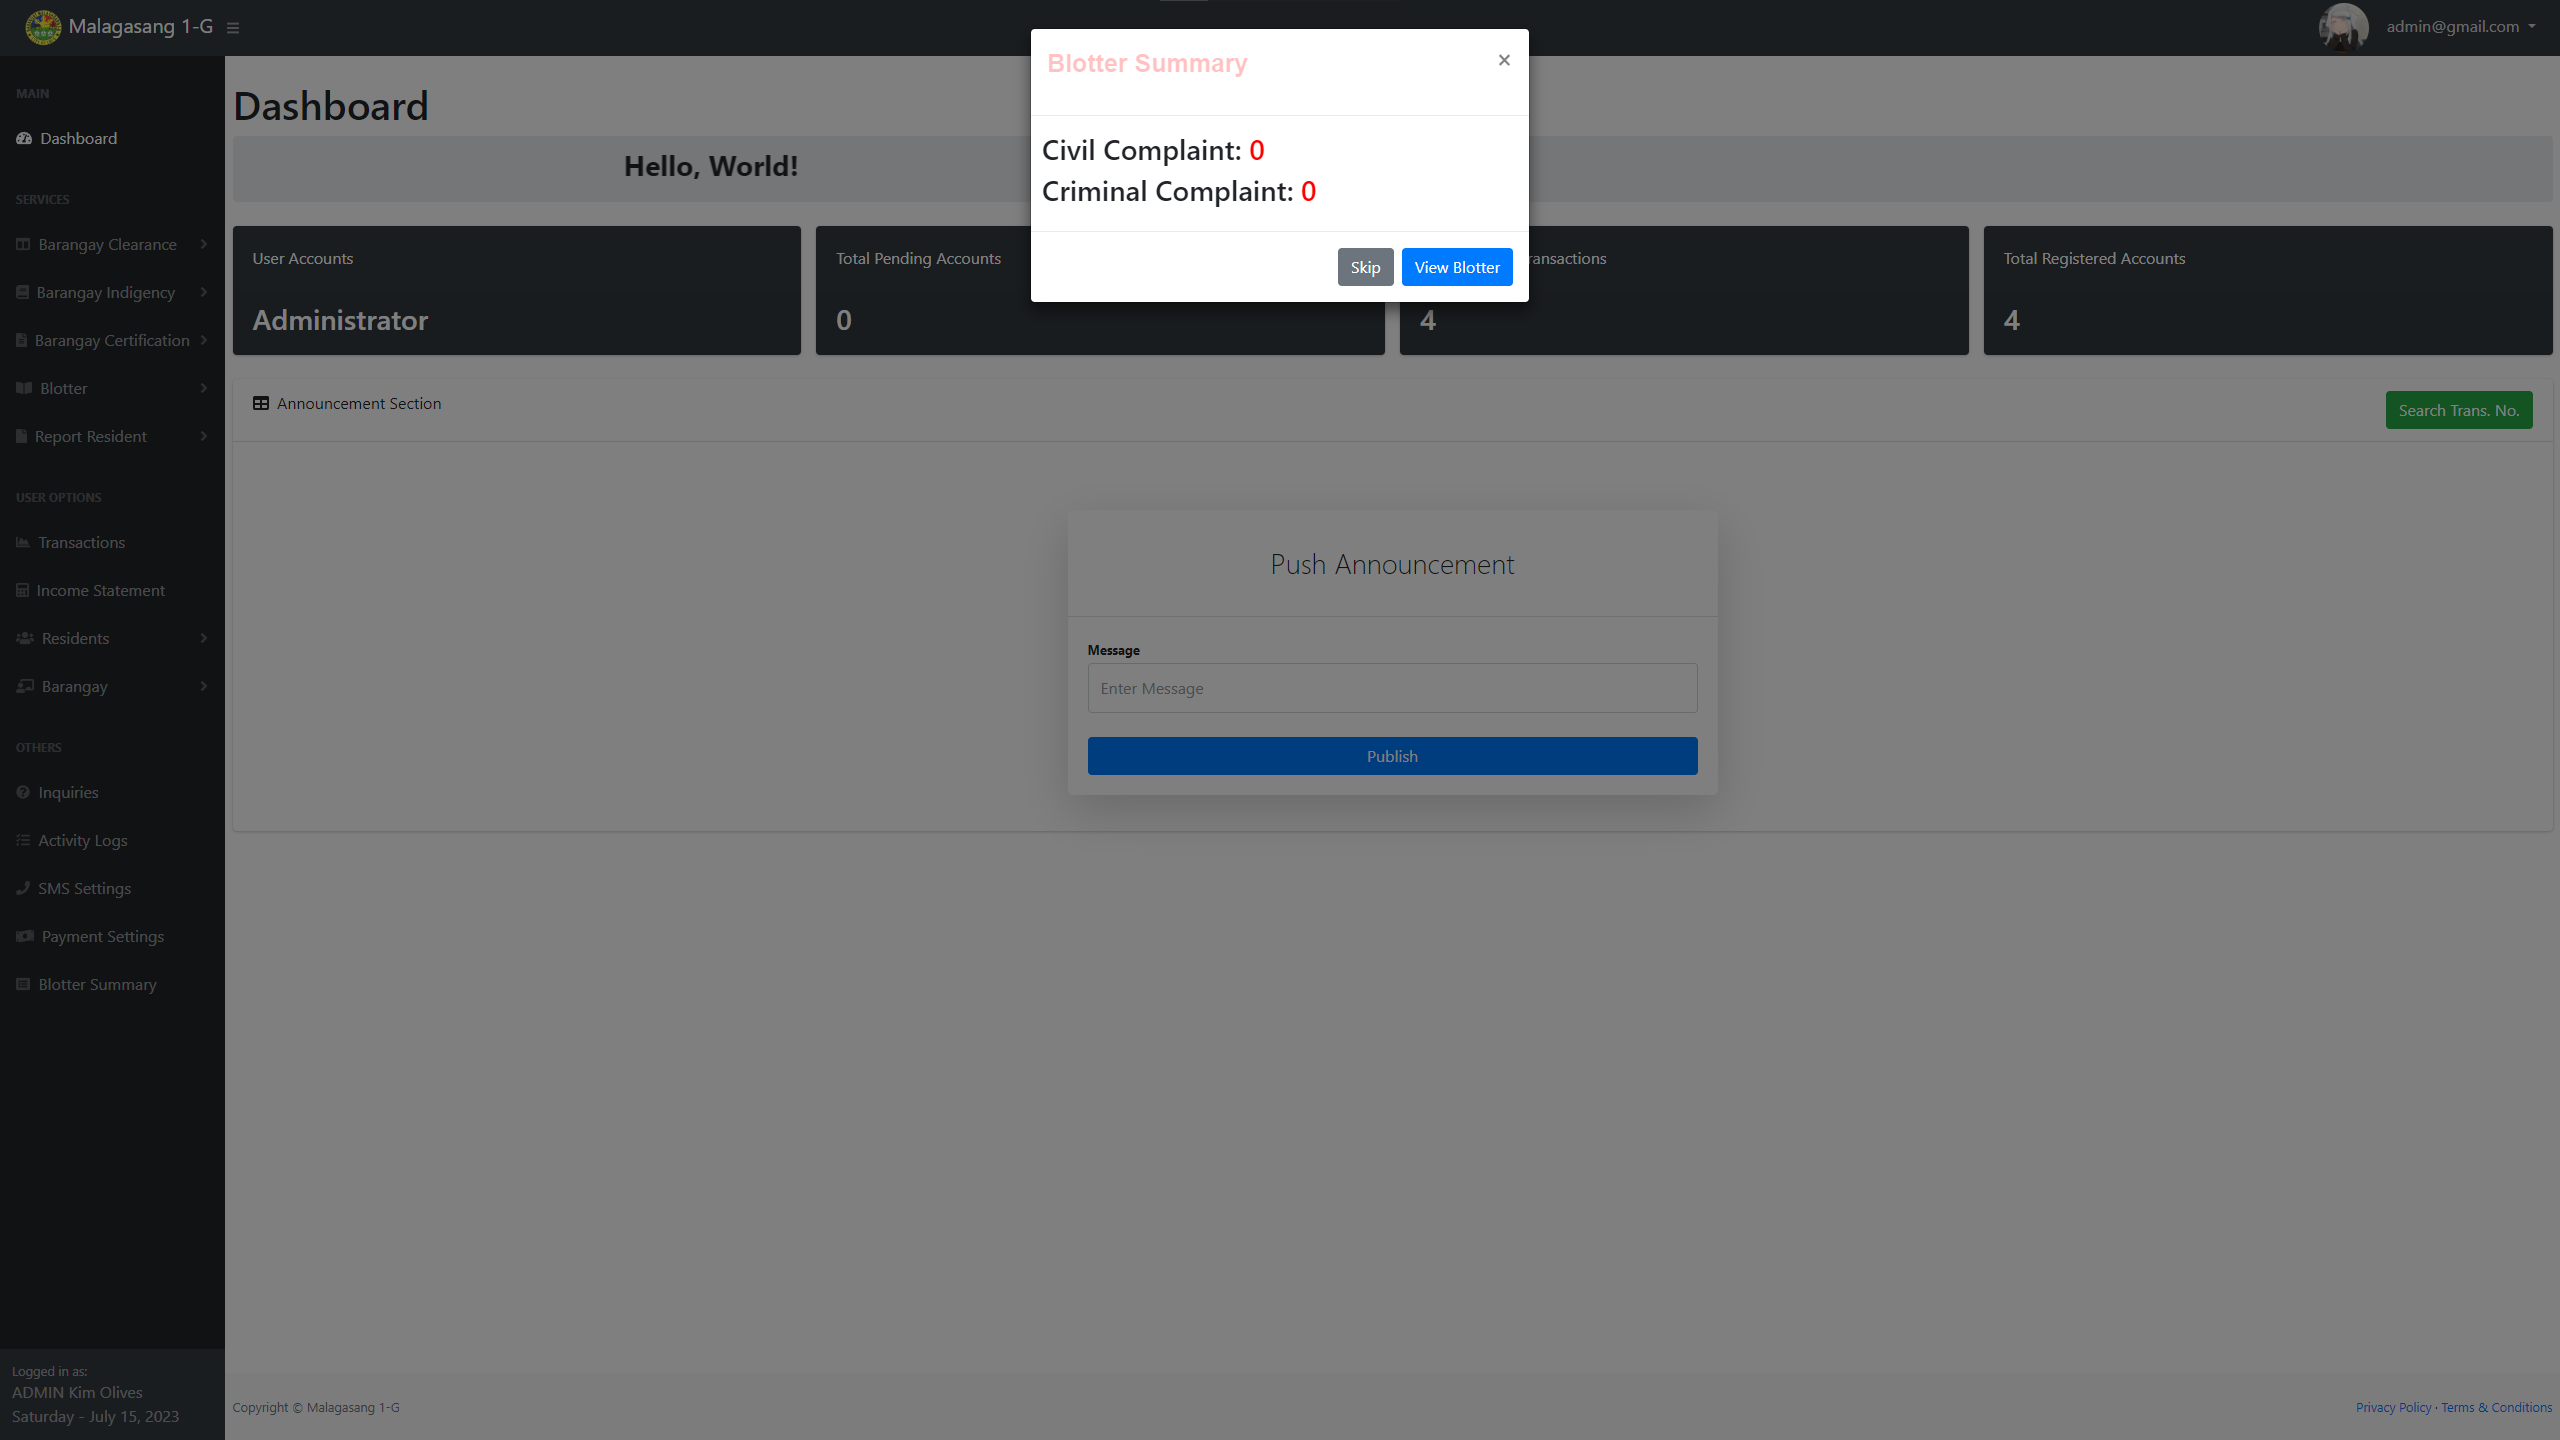 Malagasang 1-G
admin@gmail.com
MAIN
Dashboard
SERVICES
Barangay Clearance
Barangay Indigency
Barangay Certification
Blotter
Report Resident
USER OPTIONS
Transactions
Income Statement
Residents
Barangay
OTHERS
Inquiries
Activity Logs
SMS Settings
Payment Settings
Blotter Summary
Logged in as:
ADMIN Kim Olives
Saturday - July 15, 2023
Blotter Summary
×
Civil Complaint: 0
Criminal Complaint: 0
Skip
View Blotter
Dashboard
Hello, World!
User Accounts
Administrator
Total Pending Accounts
0
ransactions
4
Total Registered Accounts
4
Announcement Section
Search Trans. No.
Push Announcement
Message
Enter Message
Publish
Copyright © Malagasang 1-G
Privacy Policy · Terms & Conditions